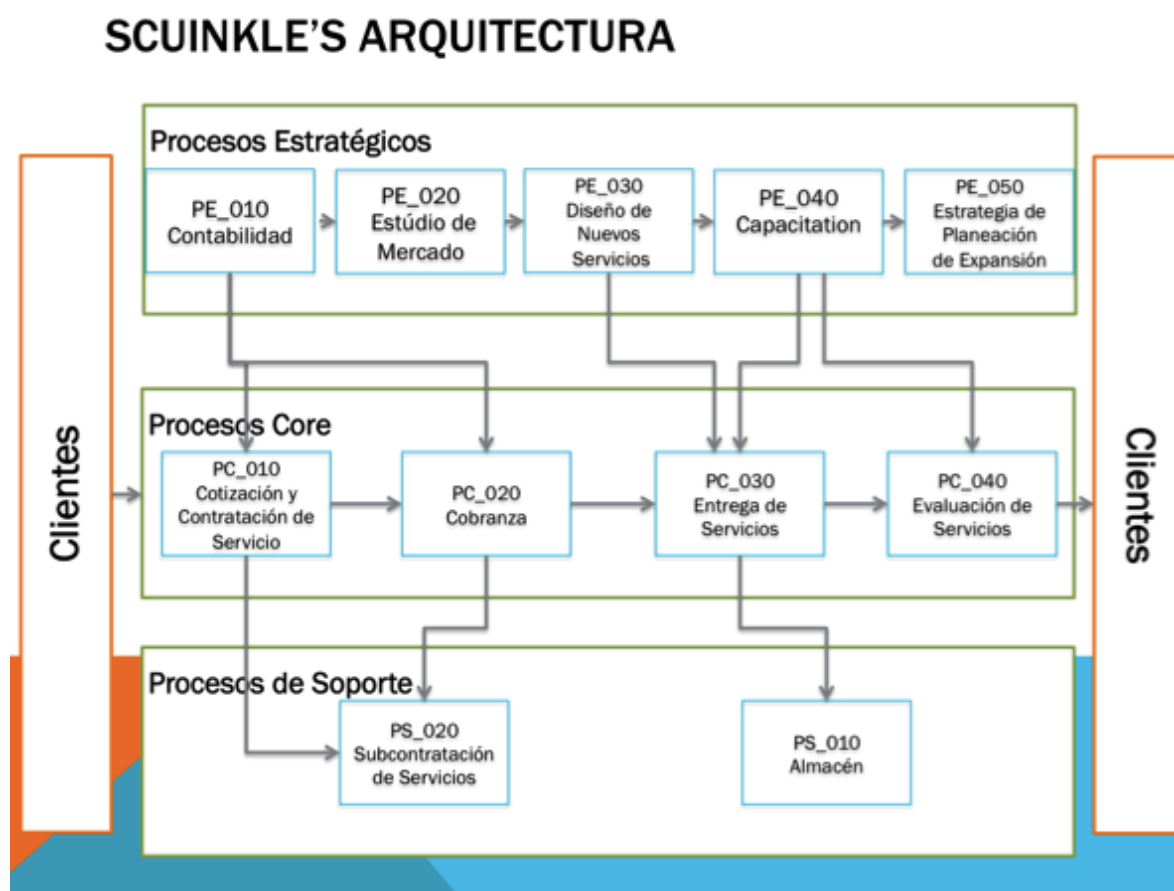 SCUINKLE'S ARQUITECTURA
Clientes
Procesos Estratégicos
PE_010
Contabilidad
PE_020
Estúdio de
Mercado
PE_030
Diseño de
Nuevos
Servicios
PE_040
Capacitation
PE_050
Estrategia de
Planeación
de Expansión
Procesos Core
PC_010
Cotización y
Contratación de
Servicio
PC_020
Cobranza
PC_030
Entrega de
Servicios
PC_040
Evaluación de
Servicios
Procesos de Soporte
PS_020
Subcontratación
de Servicios
PS_010
Almacén
Clientes